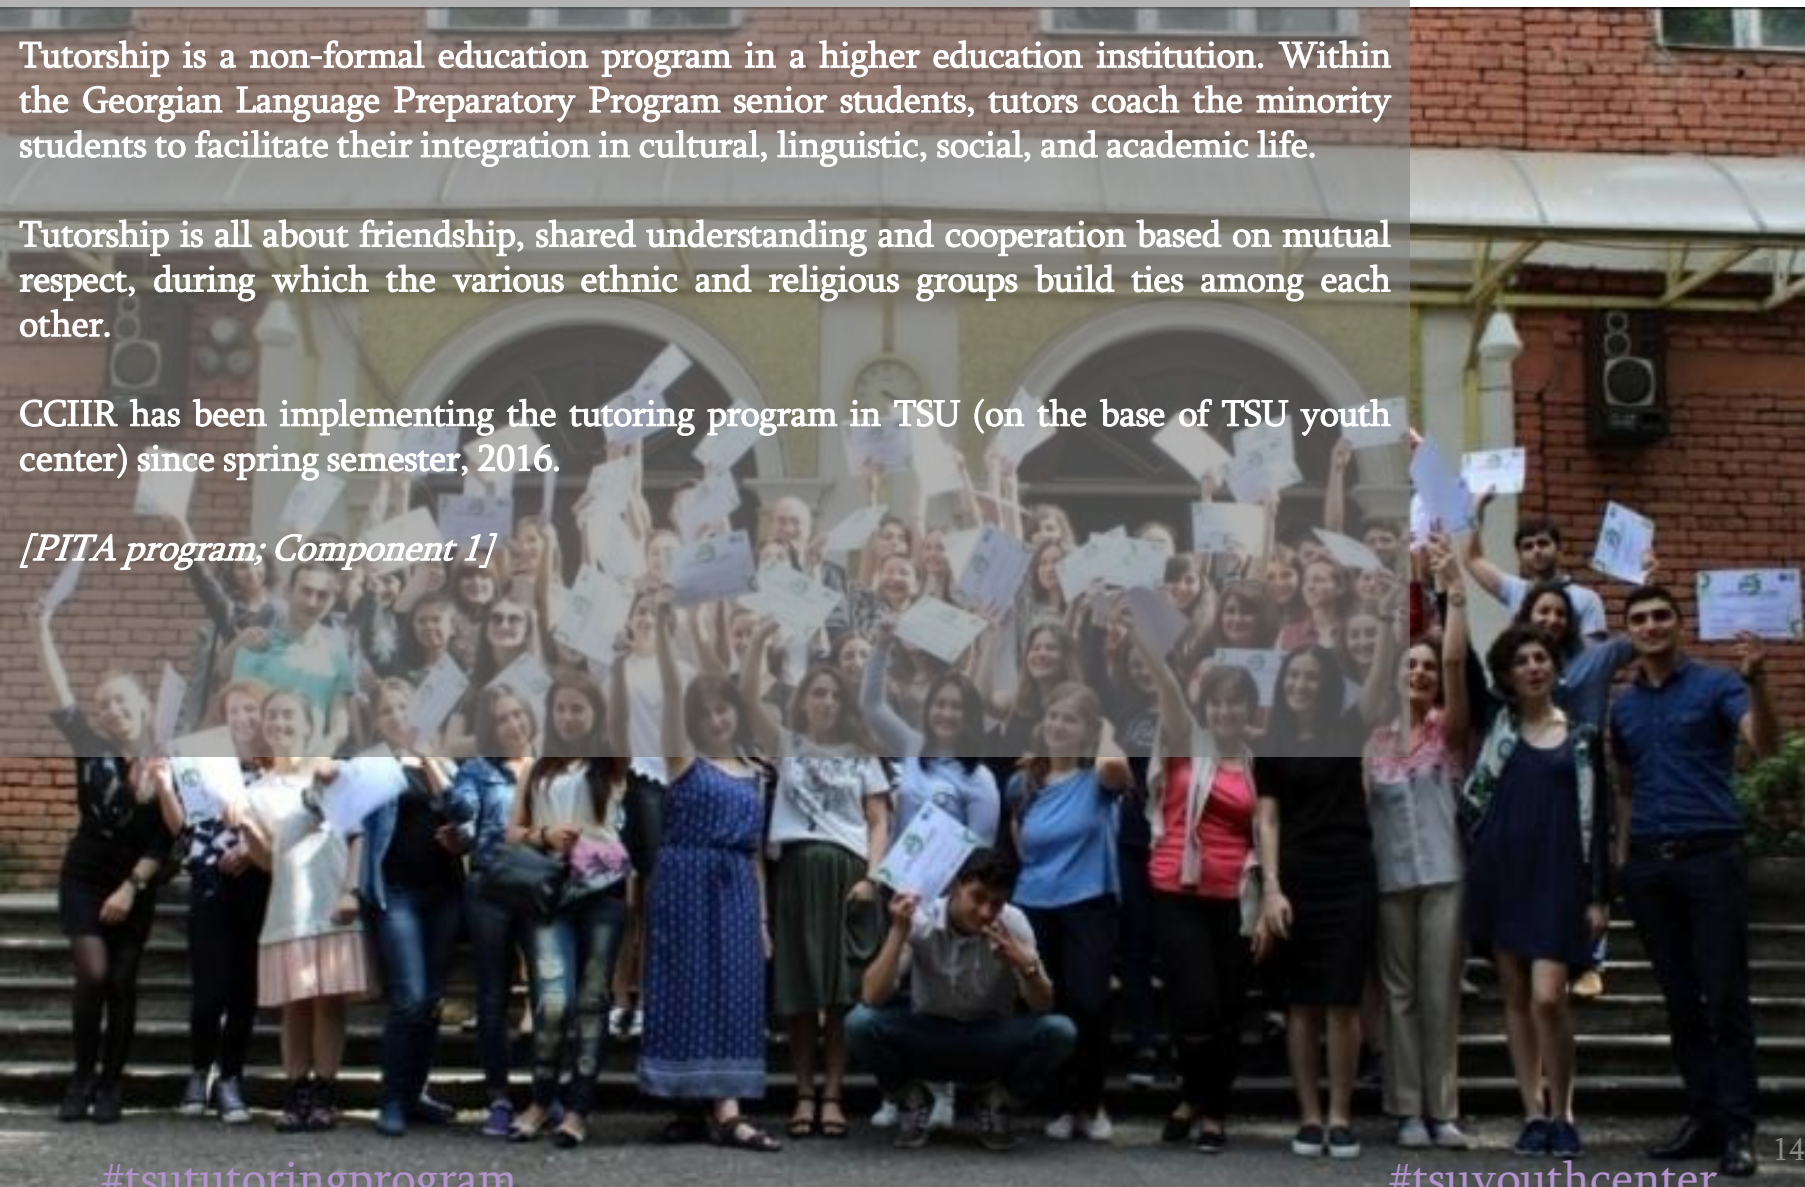 Tutorship is a non-formal education program in a higher education institution. Within
the Georgian Language Preparatory Program senior students, tutors coach the minority
students to facilitate their integration in cultural, linguistic, social, and academic life.
Tutorship is all about friendship, shared understanding and cooperation based on mutual
respect, during which the various ethnic and religious groups build ties among each
other.
CCIIR has been implementing the tutoring program in TSU (on the base of TSU youth
center) since spring semester, 2016.
[PITA program; Component 1]
14
#tsututoringprogram #tsuyouthcenter